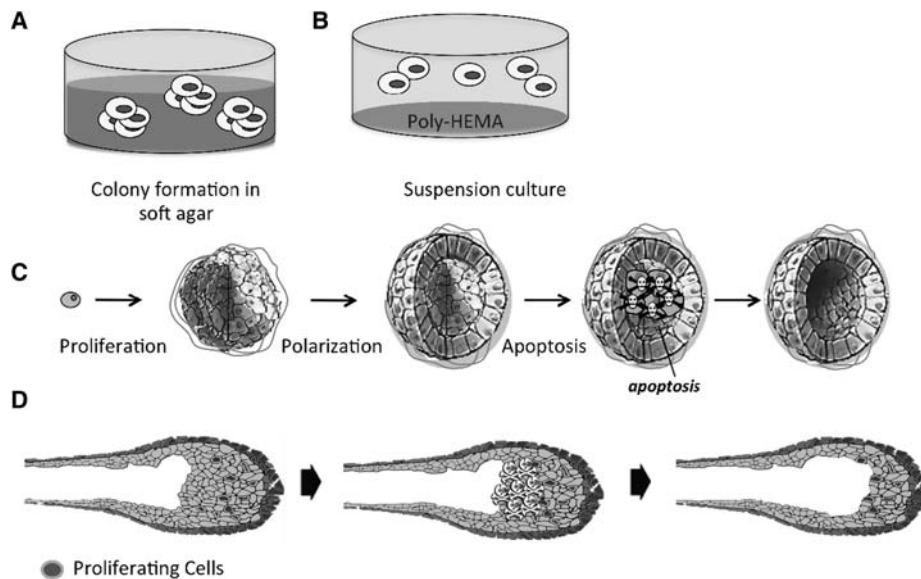 A
B
Poly-HEMA
Colony formation in
soft agar
Suspension culture
C
Proliferation
Polarization
Apoptosis
apoptosis
D
Proliferating Cells